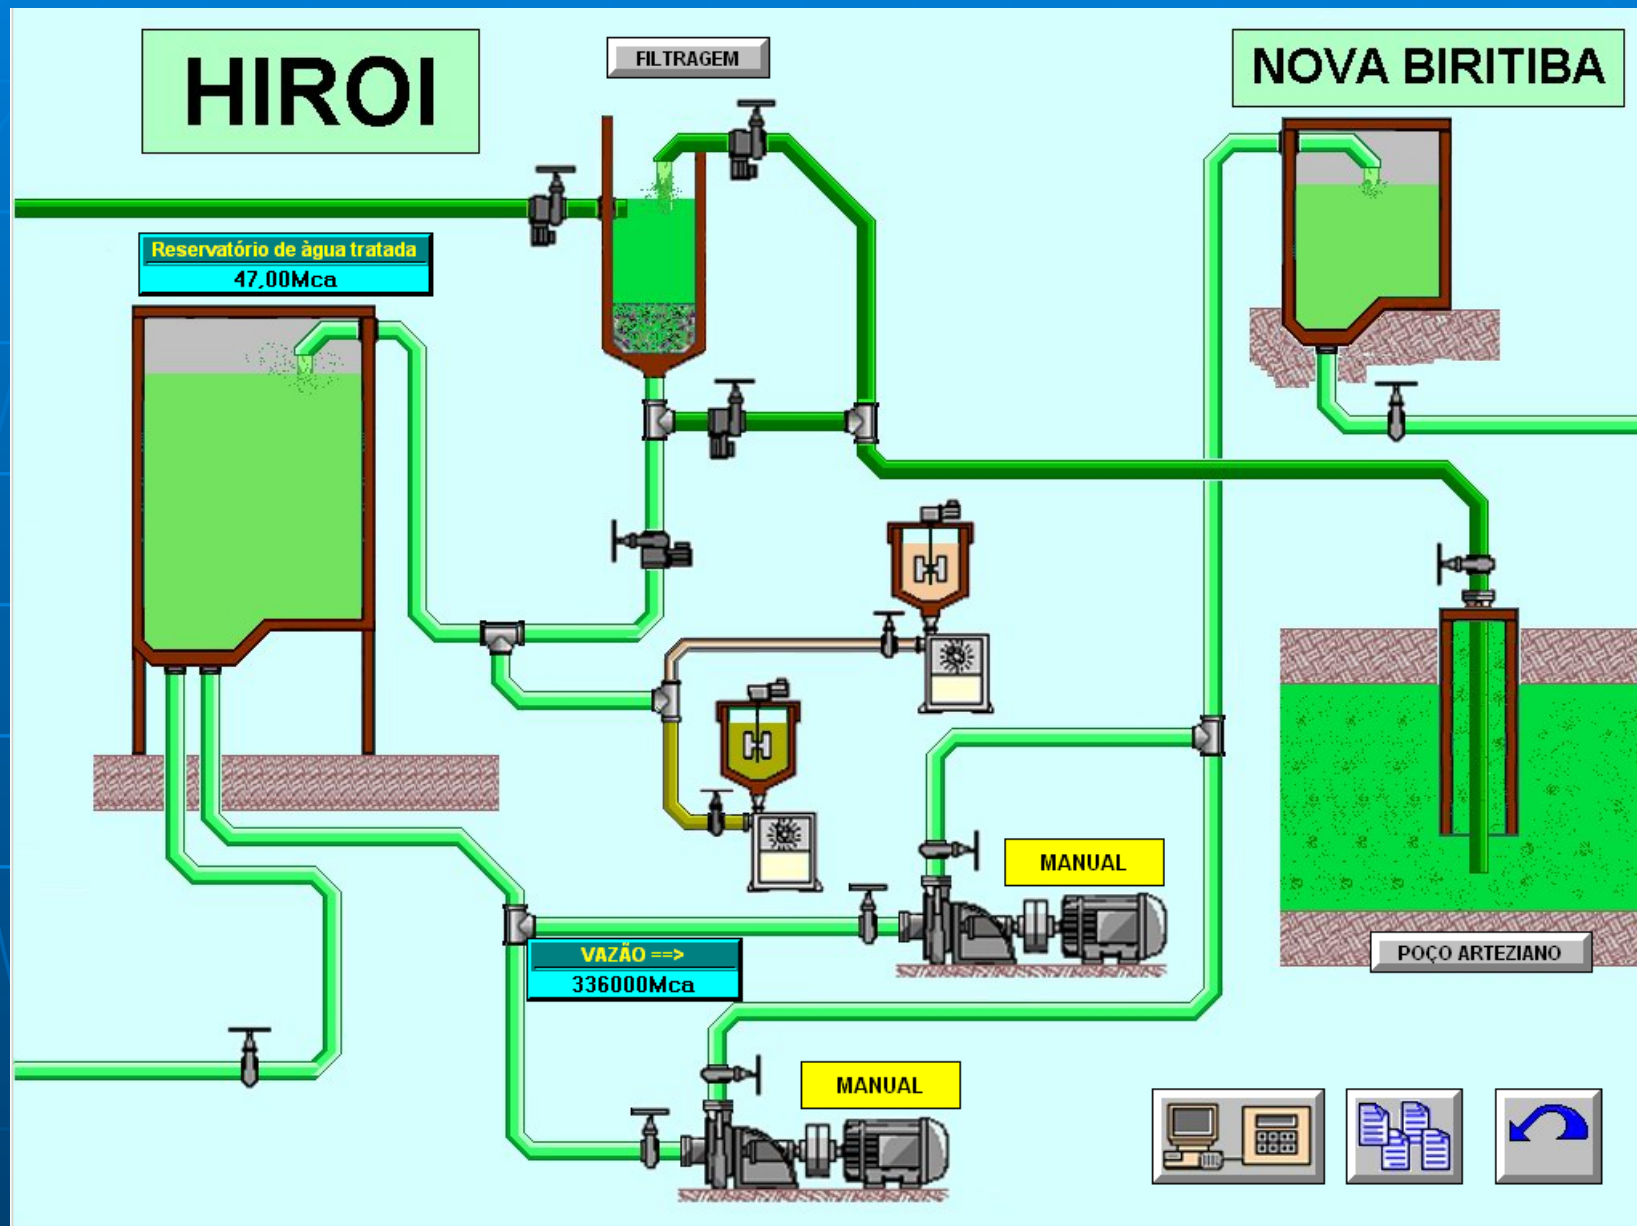 HIROI
FILTRAGEM
NOVA BIRITIBA
Reservatório de àgua tratada
47,00Mca
MANUAL
VAZÃO ==>
336000Mca
POÇO ARTEZIANO
MANUAL